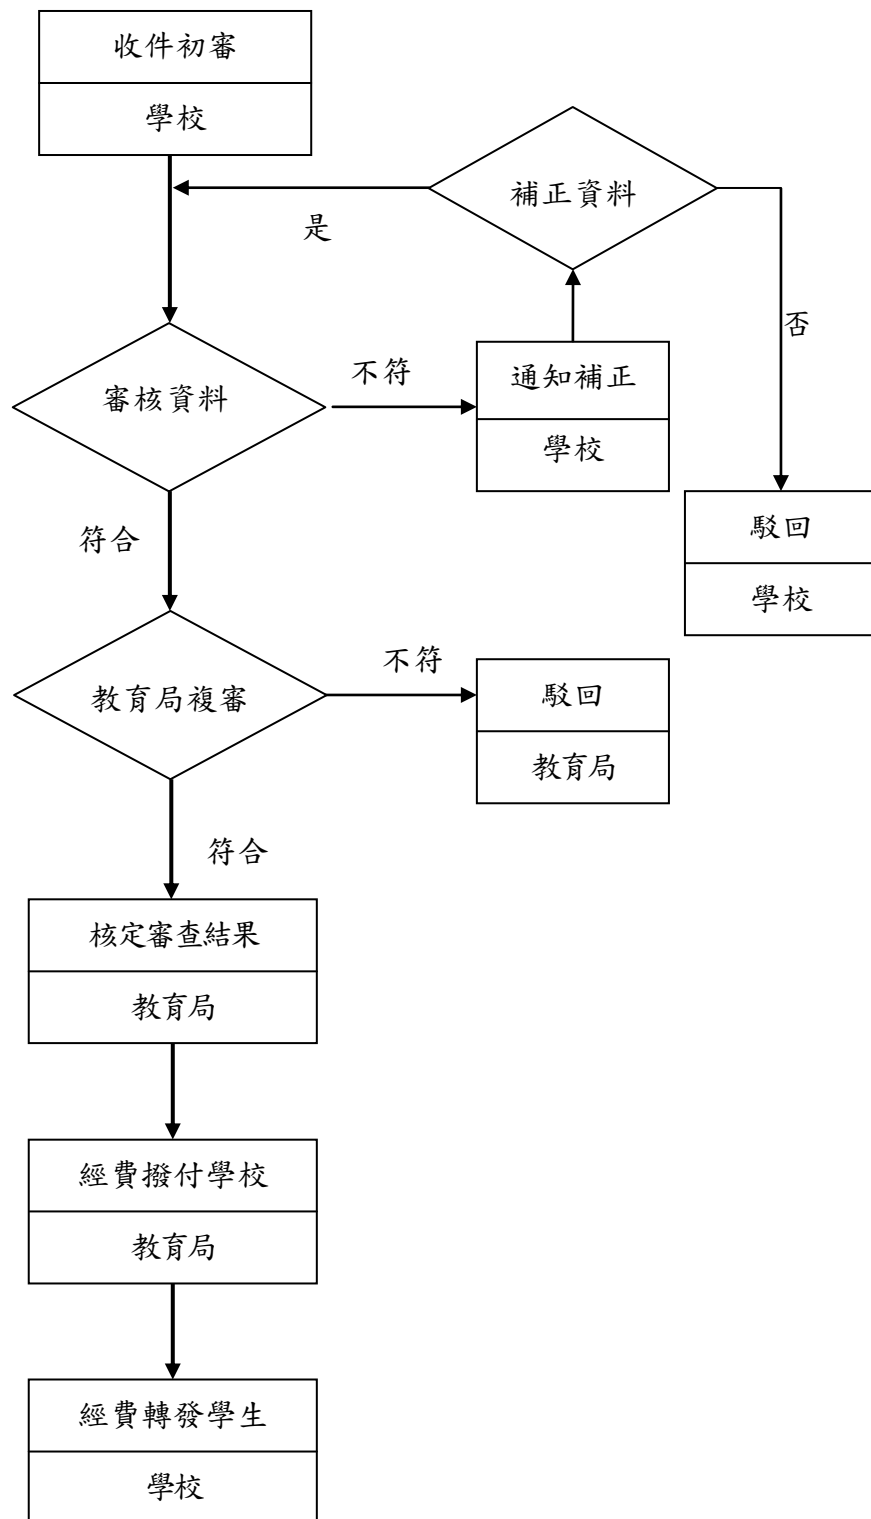 收件初審
學校
補正資料
是
否
審核資料
不符
通知補正
學校
駁回
學校
符合
教育局複審
不符
駁回
教育局
符合
核定審查結果
教育局
經費撥付學校
教育局
經費轉發學生
學校